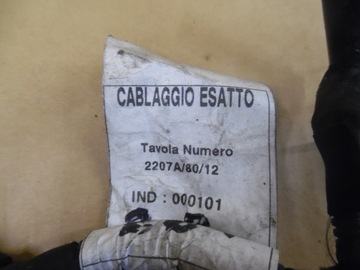 CABLAGGIO ESATTO
Tavola Numero
2207A/80/12
IND : 000101